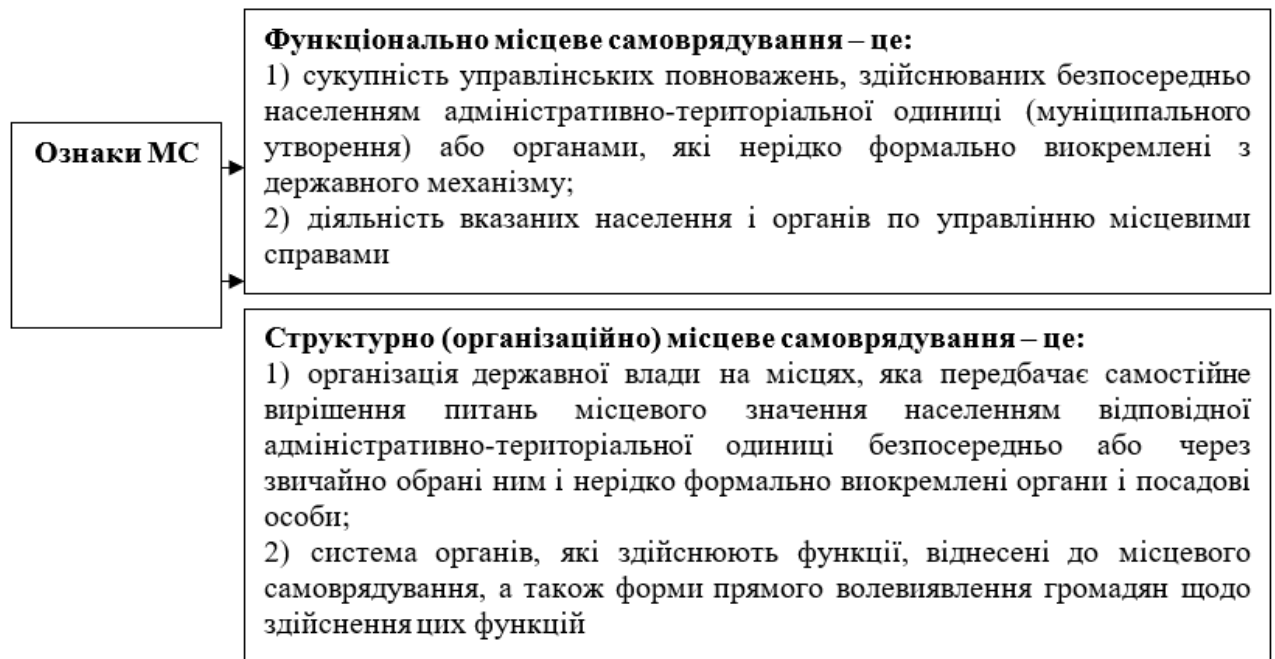 Ознаки МС
Функціонально місцеве самоврядування – це:
1) сукупність управлінських повноважень, здійснюваних безпосередньо
населенням адміністративно-територіальної одиниці (муніципального
утворення) або органами, які нерідко формально виокремлені з
державного механізму;
2) діяльність вказаних населення і органів по управлінню місцевими
справами
Структурно (організаційно) місцеве самоврядування – це:
1) організація державної влади на місцях, яка передбачає самостійне
вирішення питань місцевого значення населенням відповідної
адміністративно-територіальної одиниці безпосередньо або через
звичайно обрані ним і нерідко формально виокремлені органи і посадові
особи;
2) система органів, які здійснюють функції, віднесені до місцевого
самоврядування, а також форми прямого волевиявлення громадян щодо
здійснення цих функцій